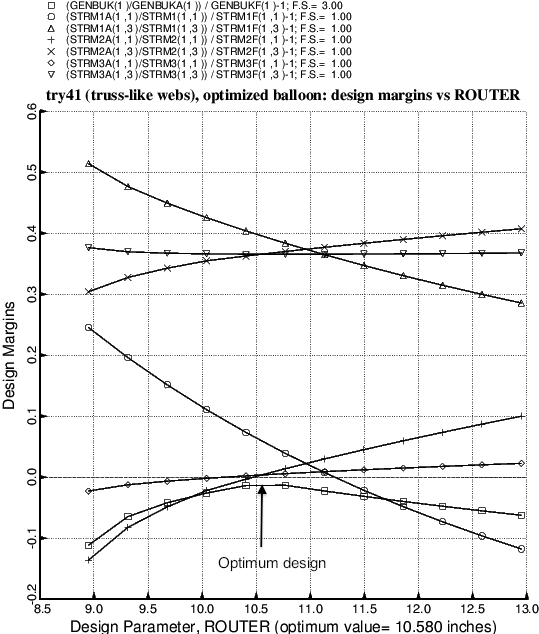 (GENBUK(1 )/GENBUKA(1 )) / GENBUKF(1 )-1; F.S.= 3.00
(STRM1A(1 ,1 )/STRM1(1 ,1 )) / STRM1F(1 ,1 )-1; F.S.= 1.00
(STRM1A(1 ,3 )/STRM1(1 ,3 )) / STRM1F(1 ,3 )-1; F.S.= 1.00
(STRM2A(1 ,1 )/STRM2(1 ,1 )) / STRM2F(1 ,1 )-1; F.S.= 1.00
(STRM2A(1 ,3 )/STRM2(1 ,3 )) / STRM2F(1 ,3 )-1; F.S.= 1.00
(STRM3A(1 ,1 )/STRM3(1 ,1 )) / STRM3F(1 ,1 )-1; F.S.= 1.00
(STRM3A(1 ,3 )/STRM3(1 ,3 )) / STRM3F(1 ,3 )-1; F.S.= 1.00
try41 (truss-like webs), optimized balloon: design margins vs ROUTER
0.6
0.5
0.4
0.3
0.2
0.1
0.0
-0.1
-0.2
Design Margins
Optimum design
8.5 9.0 9.5 10.0 10.5 11.0 11.5 12.0 12.5 13.0
Design Parameter, ROUTER (optimum value= 10.580 inches)